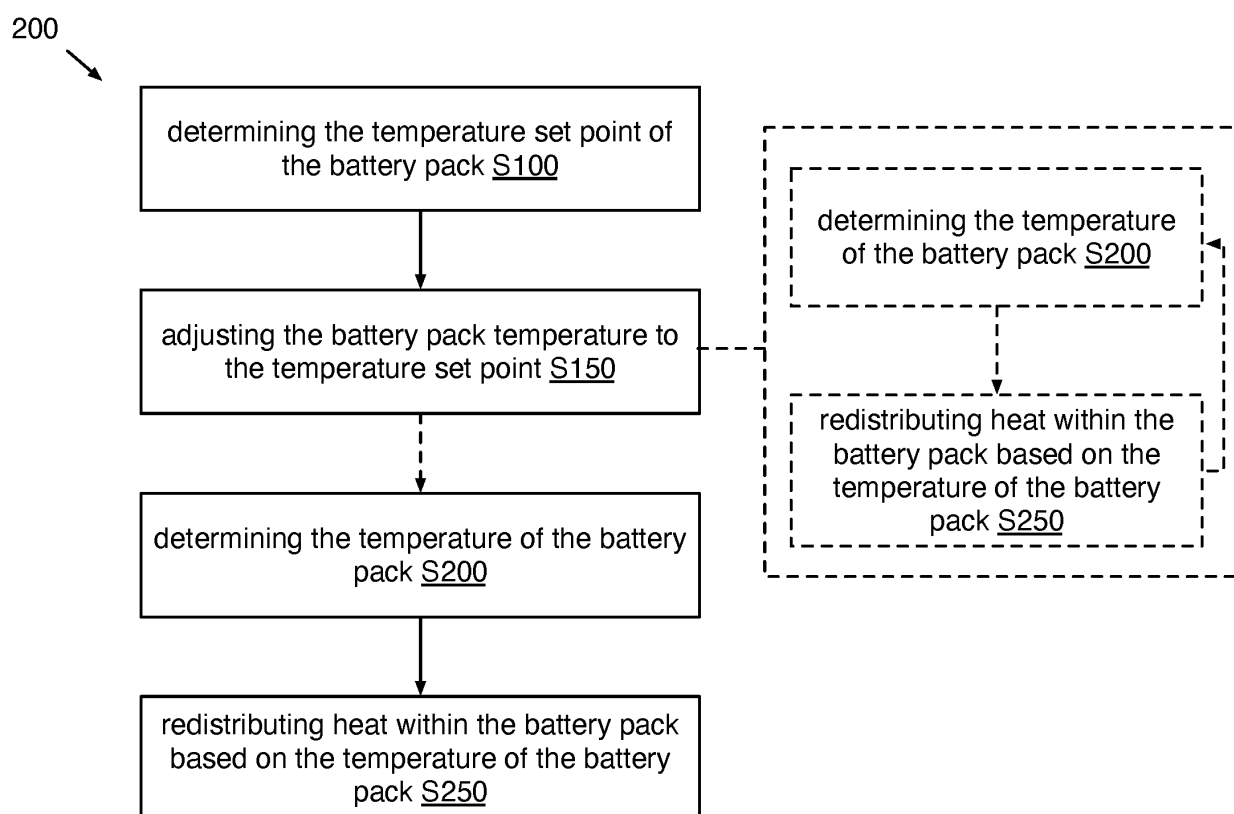 200
determining the temperature set point of
the battery pack S100
adjusting the battery pack temperature to
the temperature set point S150
determining the temperature of the battery
pack S200
redistributing heat within the battery pack
based on the temperature of the battery
pack S250
determining the temperature
of the battery pack S200
redistributing heat within the
battery pack based on the
temperature of the battery
pack S250